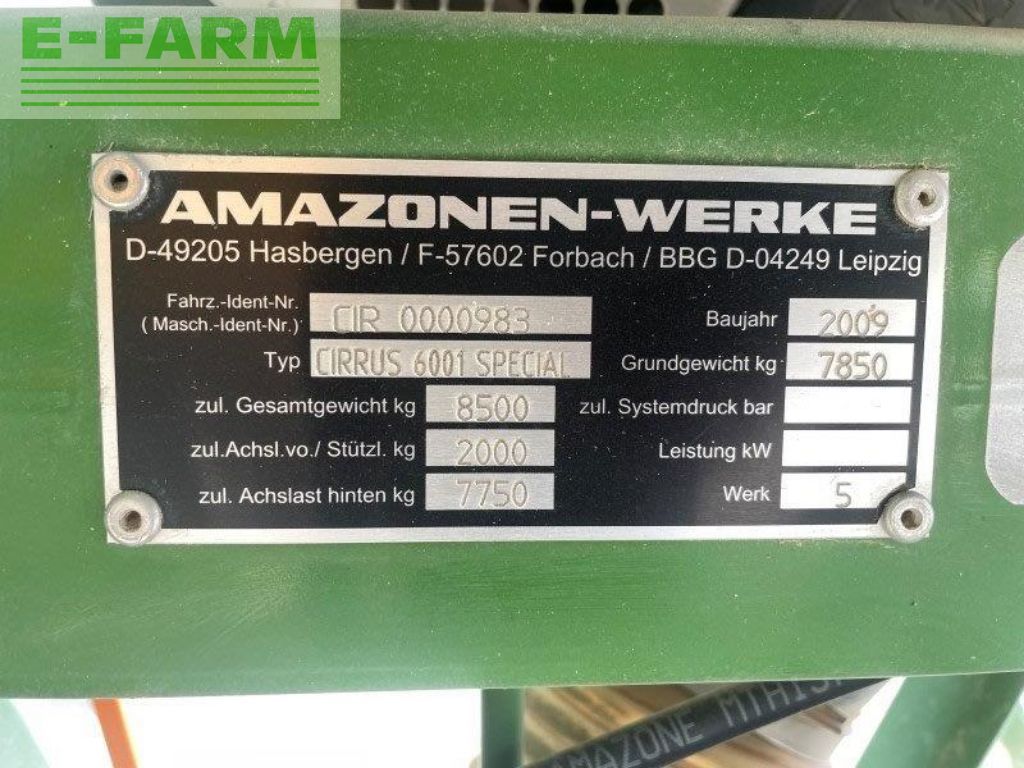 E-FARM
AMAZONEN-WERKE
D-49205 Hasbergen / F-57602 Forbach / BBG D-04249 Leipzig
Fahrz.-Ident-Nr.
( Masch.-Ident-Nr.) CIR 0000983
Baujahr 2009
Typ CIRRUS 6001 SPECIAL
Grundgewicht kg 7850
zul. Gesamtgewicht kg 8500
zul. Systemdruck bar
zul.Achsl.vo./ Stützl. kg 2000
Leistung kW
zul. Achslast hinten kg 7750
Werk 5
AMAZONE